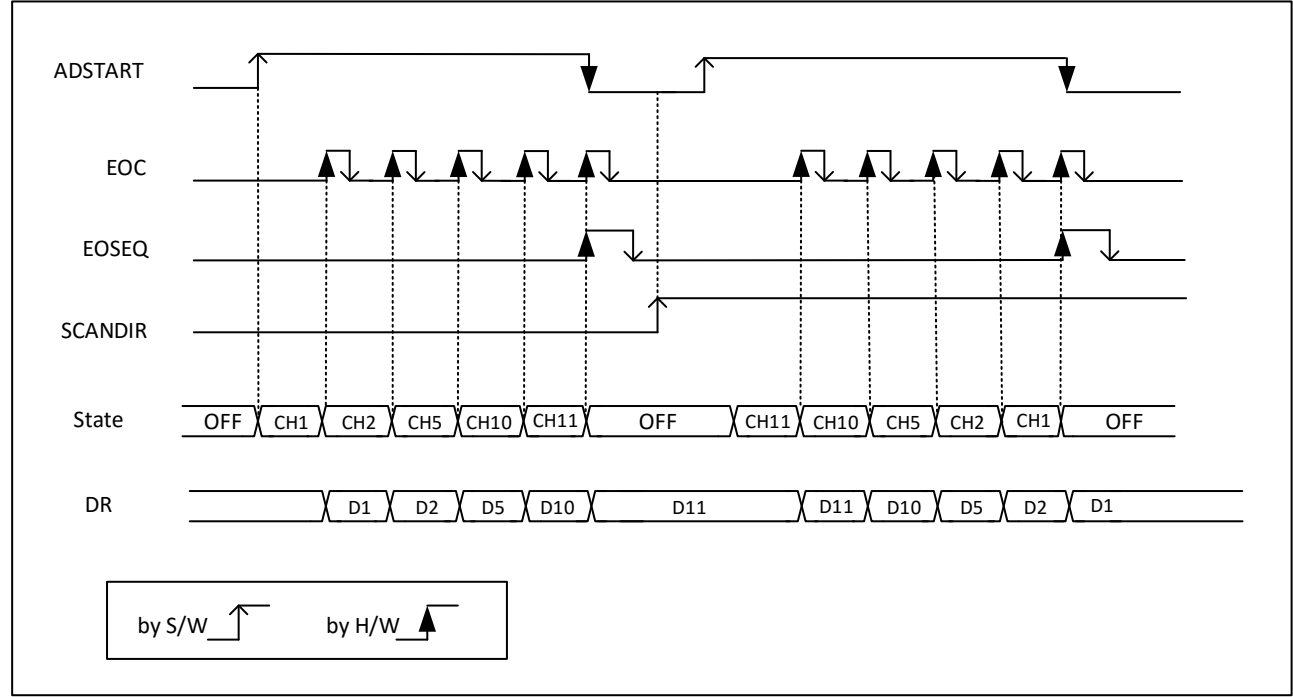 ADSTART
EOC
EOSEQ
SCANDIR
State OFF CH1 CH2 CH5 CH10 CH11 OFF CH11 CH10 CH5 CH2 CH1 OFF
DR D1 D2 D5 D10 D11 D11 D10 D5 D2 D1
by S/W by H/W